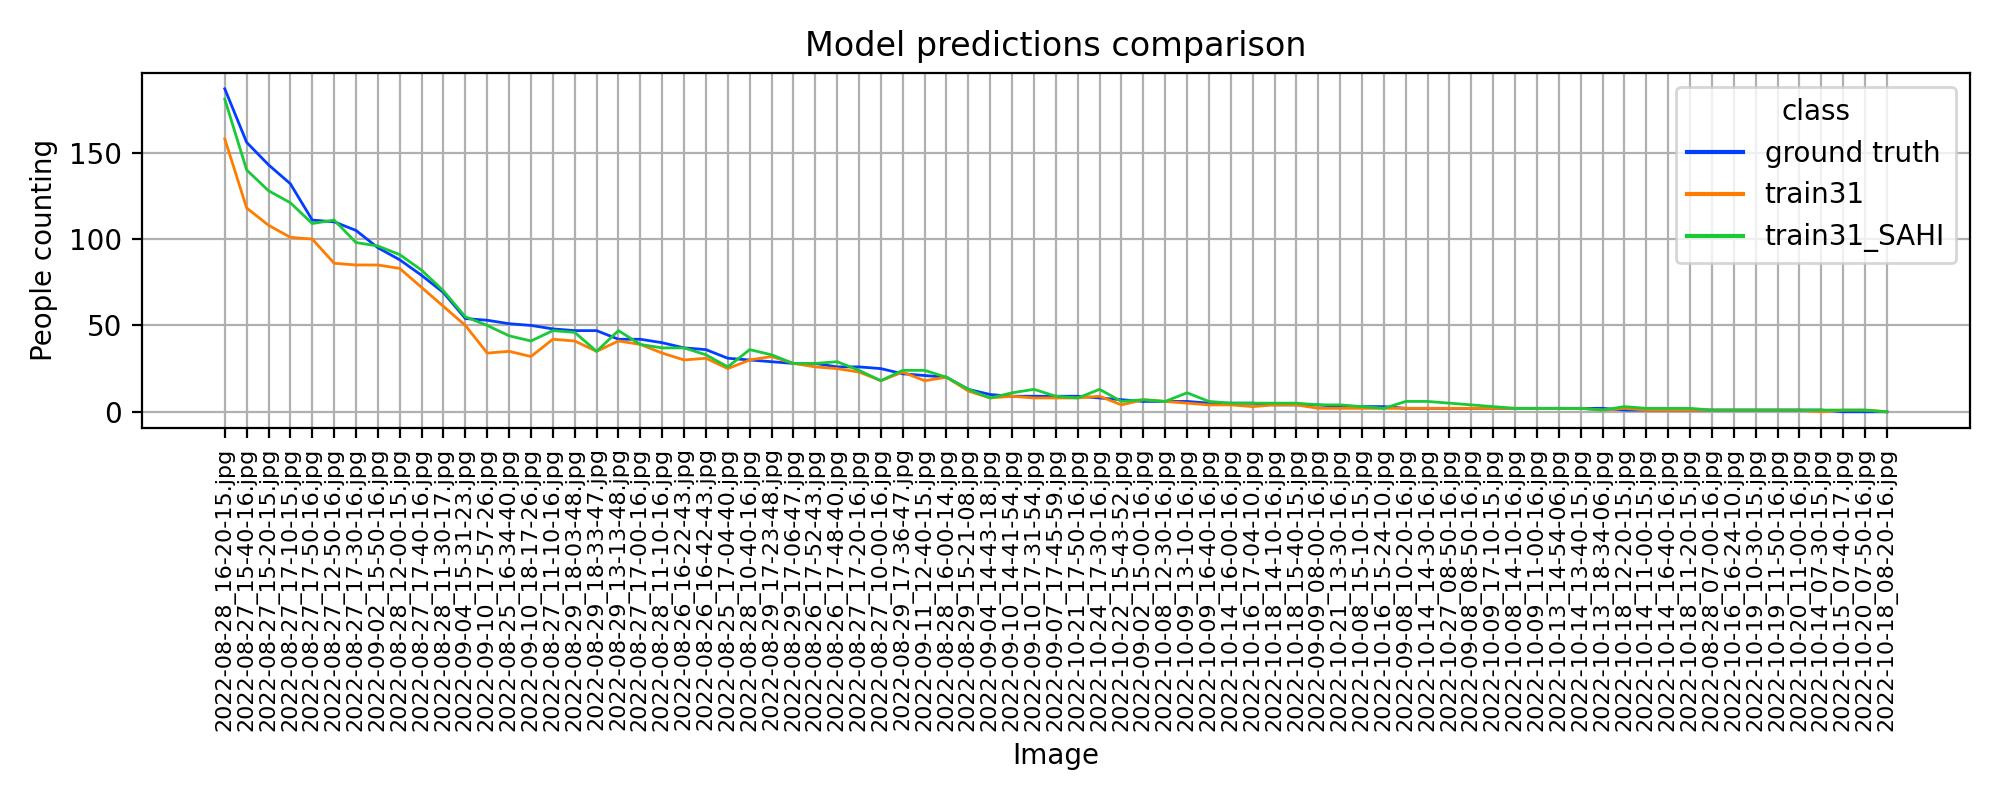 Model predictions comparison
People counting
150
100
50
0
class
ground truth
train31
train31_SAHI
2022-08-28_16-20-15.jpg
2022-08-27_15-40-16.jpg
2022-08-27_15-20-15.jpg
2022-08-27_17-10-15.jpg
2022-08-27_17-50-16.jpg
2022-08-27_12-50-16.jpg
2022-08-27_17-30-16.jpg
2022-09-02_15-50-16.jpg
2022-08-28_12-00-15.jpg
2022-08-27_17-40-16.jpg
2022-08-28_11-30-17.jpg
2022-09-04_15-31-23.jpg
2022-09-10_17-57-26.jpg
2022-08-25_16-34-40.jpg
2022-09-10_18-17-26.jpg
2022-08-27_11-10-16.jpg
2022-08-29_18-03-48.jpg
2022-08-29_18-33-47.jpg
2022-08-29_13-13-48.jpg
2022-08-27_17-00-16.jpg
2022-08-28_11-10-16.jpg
2022-08-26_16-22-43.jpg
2022-08-26_16-42-43.jpg
2022-08-25_17-04-40.jpg
2022-08-28_10-40-16.jpg
2022-08-29_17-23-48.jpg
2022-08-29_17-06-47.jpg
2022-08-26_17-52-43.jpg
2022-08-26_17-48-40.jpg
2022-08-27_17-20-16.jpg
2022-08-27_10-00-16.jpg
2022-08-29_17-36-47.jpg
2022-09-11_12-40-15.jpg
2022-08-28_16-00-14.jpg
2022-08-29_15-21-08.jpg
2022-09-04_14-43-18.jpg
2022-09-10_14-41-54.jpg
2022-09-10_17-31-54.jpg
2022-09-07_17-45-59.jpg
2022-10-21_17-50-16.jpg
2022-10-24_17-30-16.jpg
2022-10-22_15-43-52.jpg
2022-09-02_15-00-16.jpg
2022-10-08_12-30-16.jpg
2022-10-09_13-10-16.jpg
2022-10-09_16-40-16.jpg
2022-10-14_16-00-16.jpg
2022-10-16_17-04-10.jpg
2022-10-18_14-10-16.jpg
2022-10-18_15-40-15.jpg
2022-09-09_08-00-16.jpg
2022-10-21_13-10-16.jpg
2022-10-08_15-10-15.jpg
2022-10-16_15-24-10.jpg
2022-09-08_10-20-16.jpg
2022-10-14_14-30-16.jpg
2022-10-27_08-50-16.jpg
2022-09-08_08-50-16.jpg
2022-10-09_17-10-15.jpg
2022-10-08_14-10-16.jpg
2022-10-09_11-00-16.jpg
2022-10-13_14-54-06.jpg
2022-10-14_13-40-15.jpg
2022-10-13_18-34-06.jpg
2022-10-18_12-20-15.jpg
2022-10-14_11-00-15.jpg
2022-10-14_16-40-16.jpg
2022-10-18_11-20-15.jpg
2022-08-28_07-00-16.jpg
2022-10-16_16-24-10.jpg
2022-10-19_10-30-15.jpg
2022-10-19_11-50-16.jpg
2022-10-20_11-00-16.jpg
2022-10-14_07-30-15.jpg
2022-10-15_07-40-17.jpg
2022-10-20_07-50-16.jpg
2022-10-18_08-20-16.jpg
Image